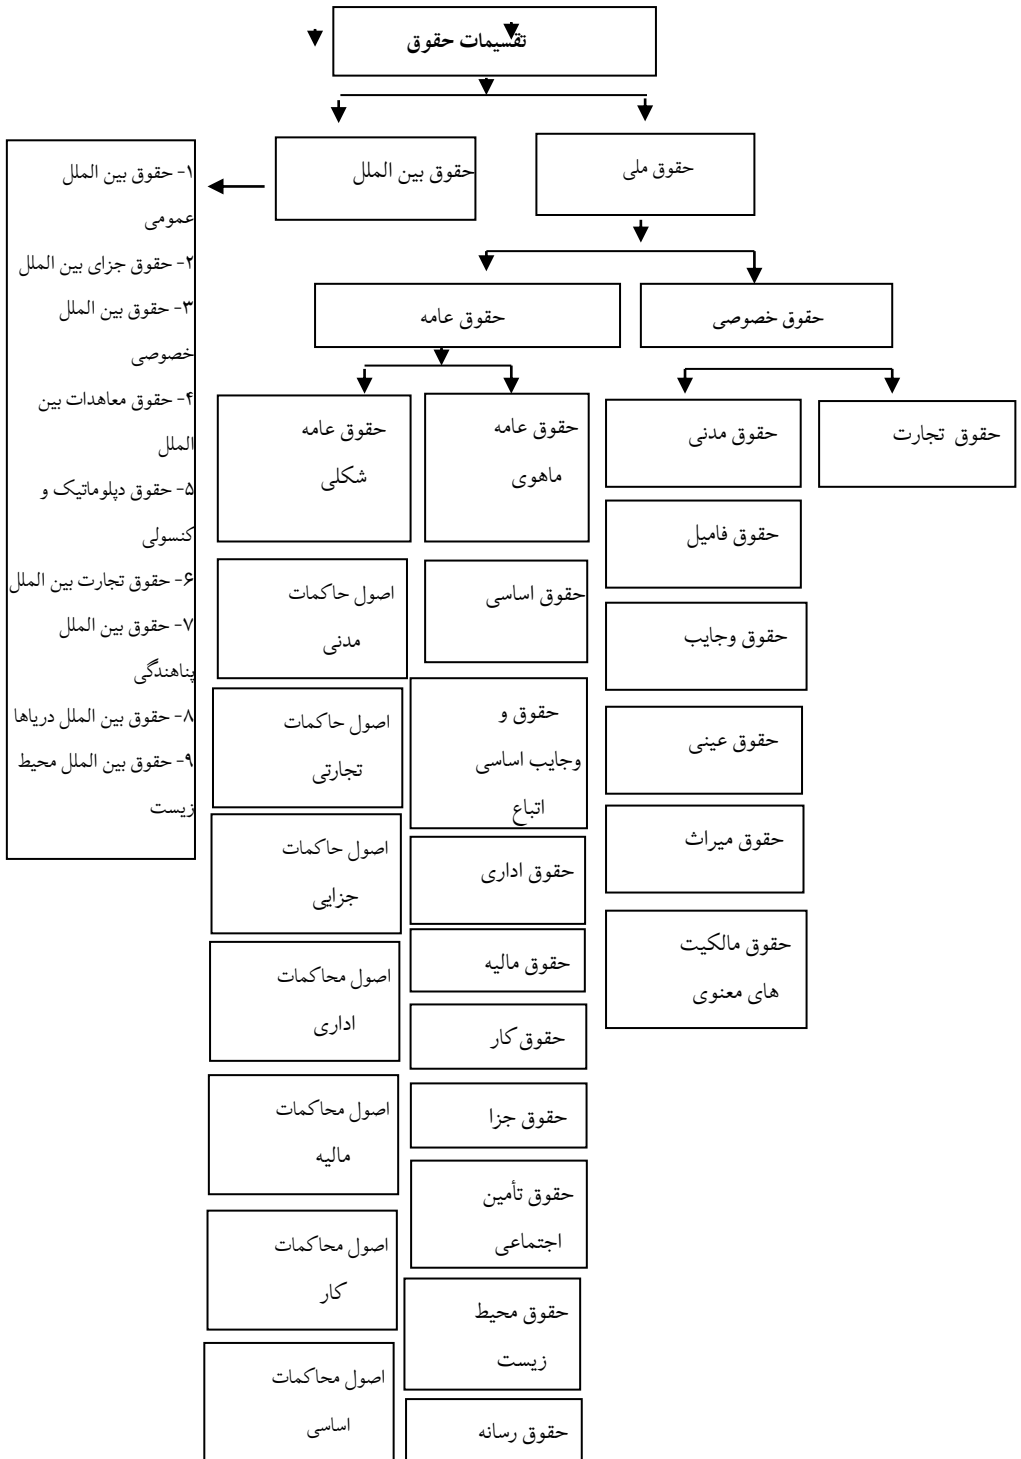 تقسیمات حقوق
حقوق ملی
حقوق بین الملل
۱- حقوق بین الملل
عمومی
۲- حقوق جزای بین الملل
۳- حقوق بین الملل
خصوصی
۴- حقوق معاهدات بین
الملل
۵- حقوق دپلوماتیک و
کنسولی
۶- حقوق تجارت بین الملل
۷- حقوق بین الملل
پناهندگی
۸- حقوق بین الملل دریاها
۹- حقوق بین الملل محیط
زیست
حقوق خصوصی
حقوق عامه
حقوق تجارت
حقوق مدنی
حقوق فامیل
حقوق وجایب
حقوق عینی
حقوق میراث
حقوق مالکیت
های معنوی
حقوق عامه
ماهوی
حقوق اساسی
حقوق و
وجایب اساسی
اتباع
حقوق اداری
حقوق مالیه
حقوق کار
حقوق جزا
حقوق تأمین
اجتماعی
حقوق محیط
زیست
حقوق رسانه
حقوق عامه
شکلی
اصول حاکمات
مدنی
اصول حاکمات
تجارتی
اصول حاکمات
جزایی
اصول محاکمات
اداری
اصول محاکمات
مالیه
اصول محاکمات
کار
اصول محاکمات
اساسی